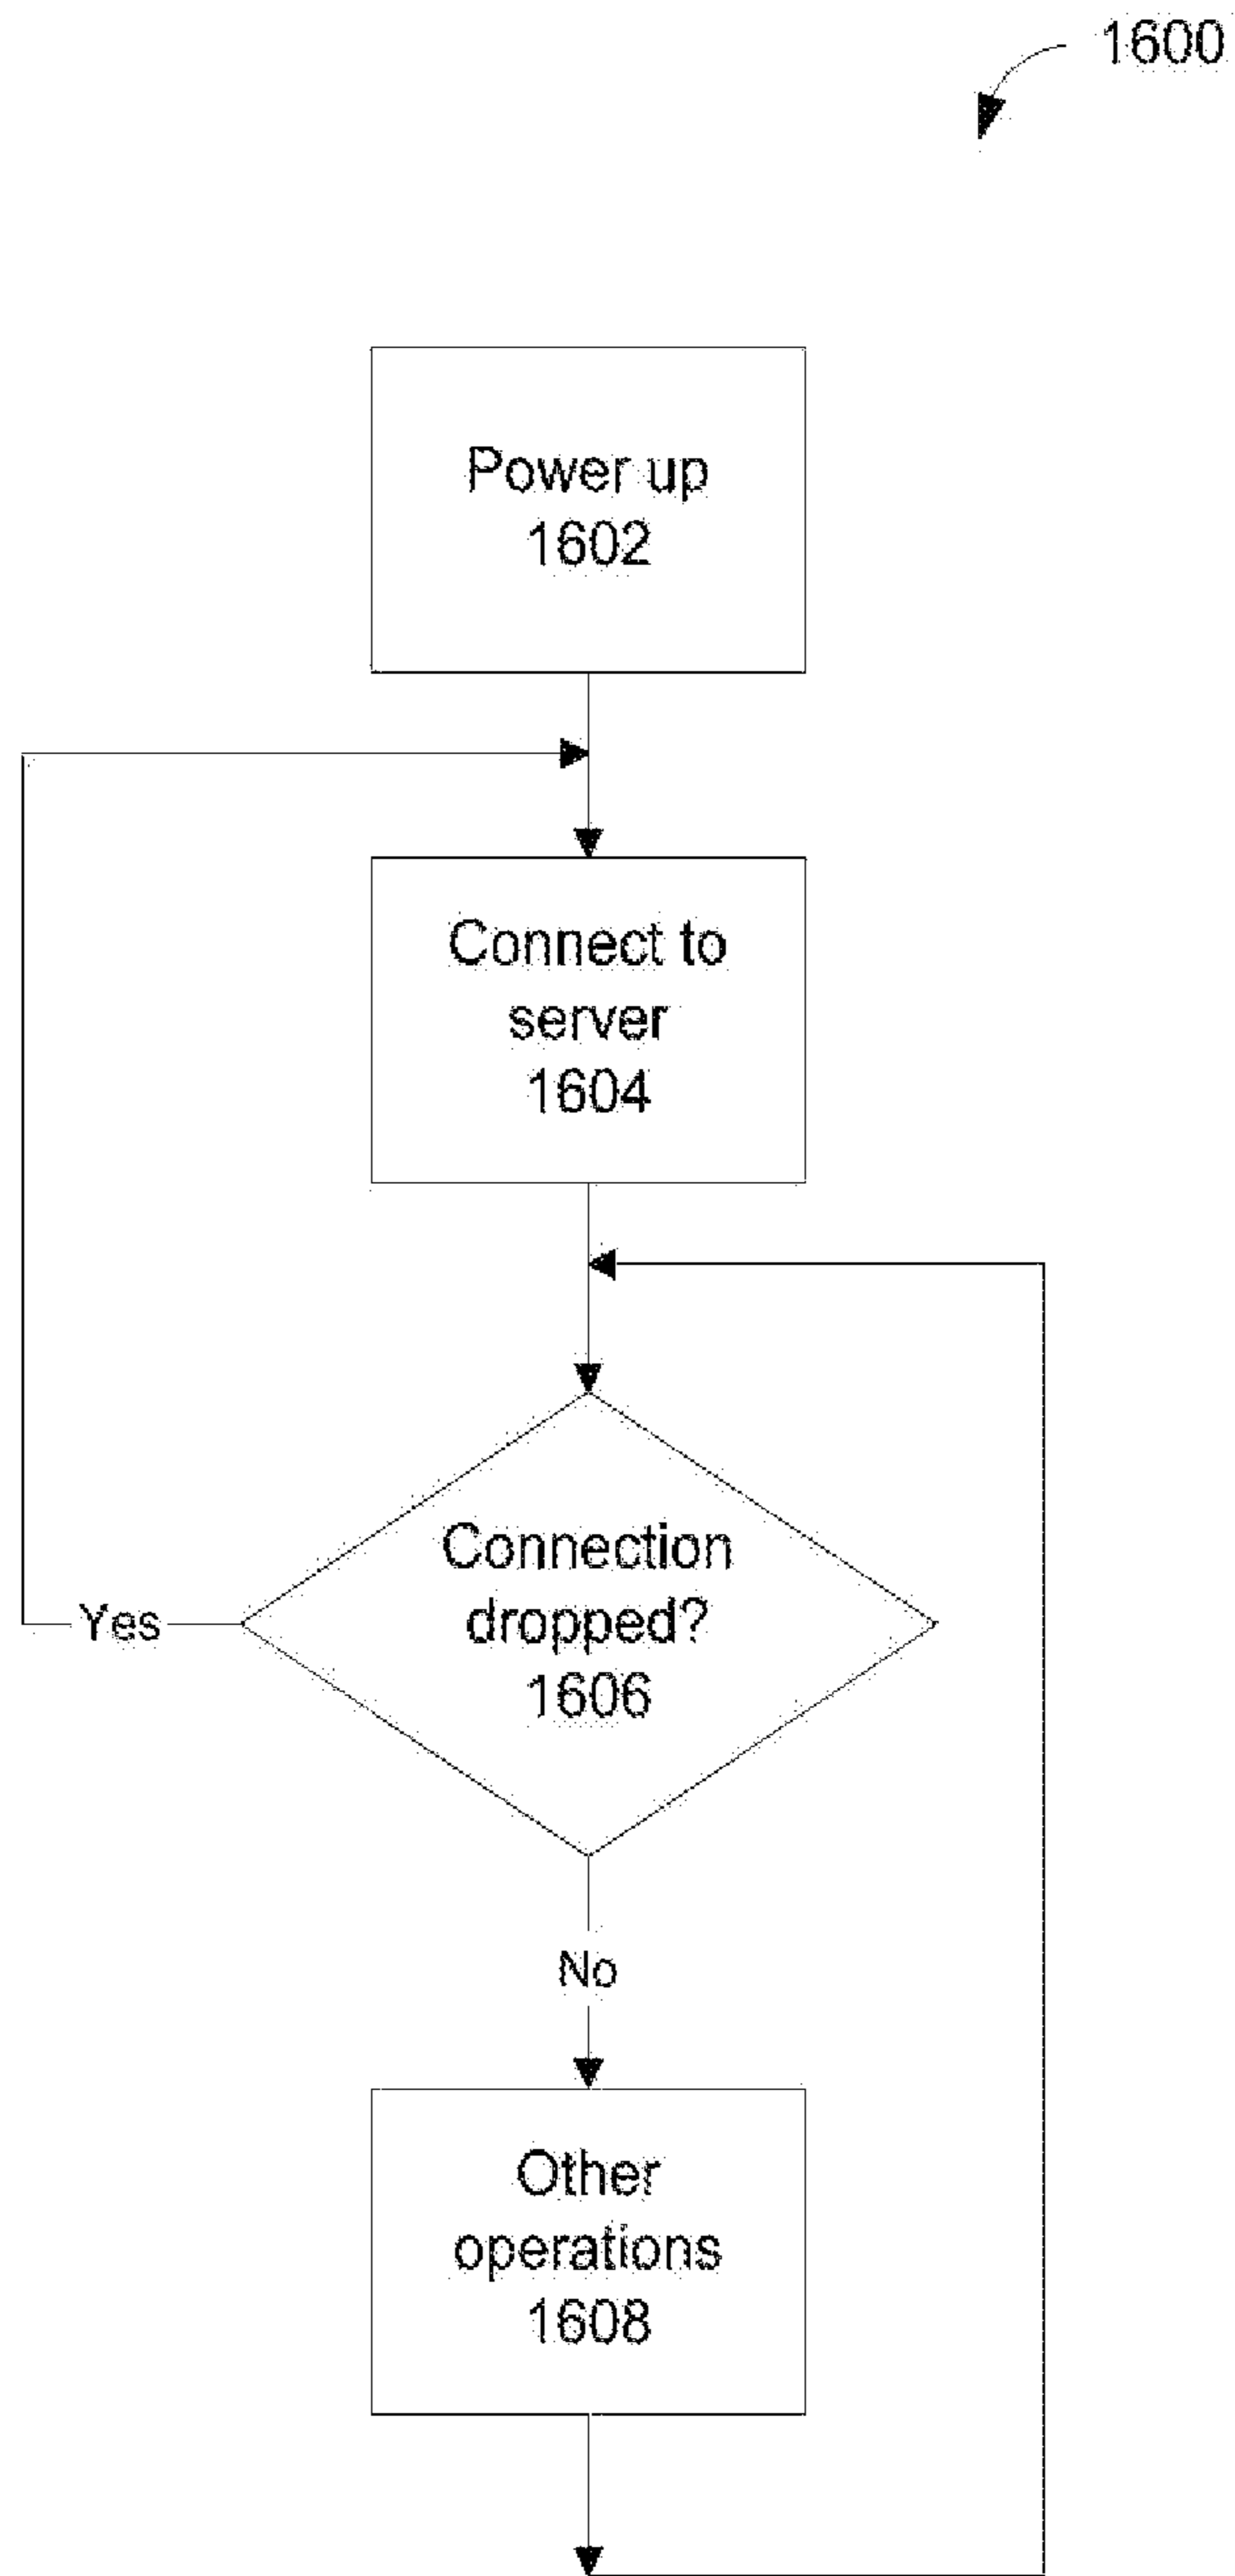 1600
Power up
1602
Connect to
server
1604
Connection
dropped?
1606
Yes
No
Other
operations
1608